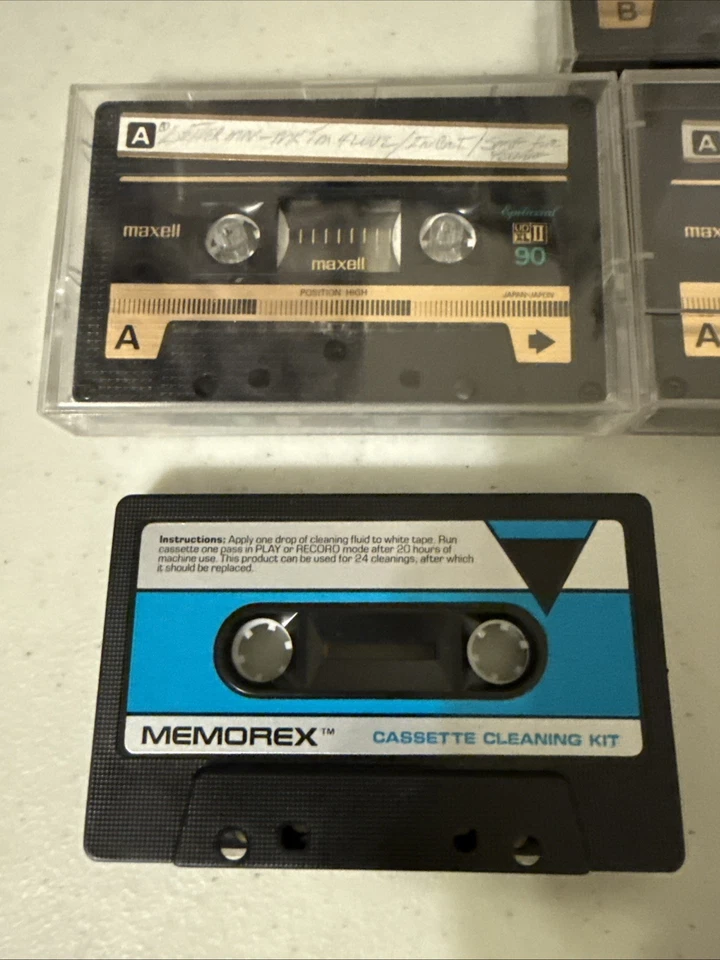 B
A
A
maxell
Epitaxial
UD
XL II
90
maxell
max
POSITION HIGH
JAPAN-JAPON
A
A
Instructions: Apply one drop of cleaning fluid to white tape. Run
cassette one pass in PLAY or RECORD mode after 20 hours of
machine use. This product can be used for 24 cleanings, after which
it should be replaced.
MEMOREX™
CASSETTE CLEANING KIT